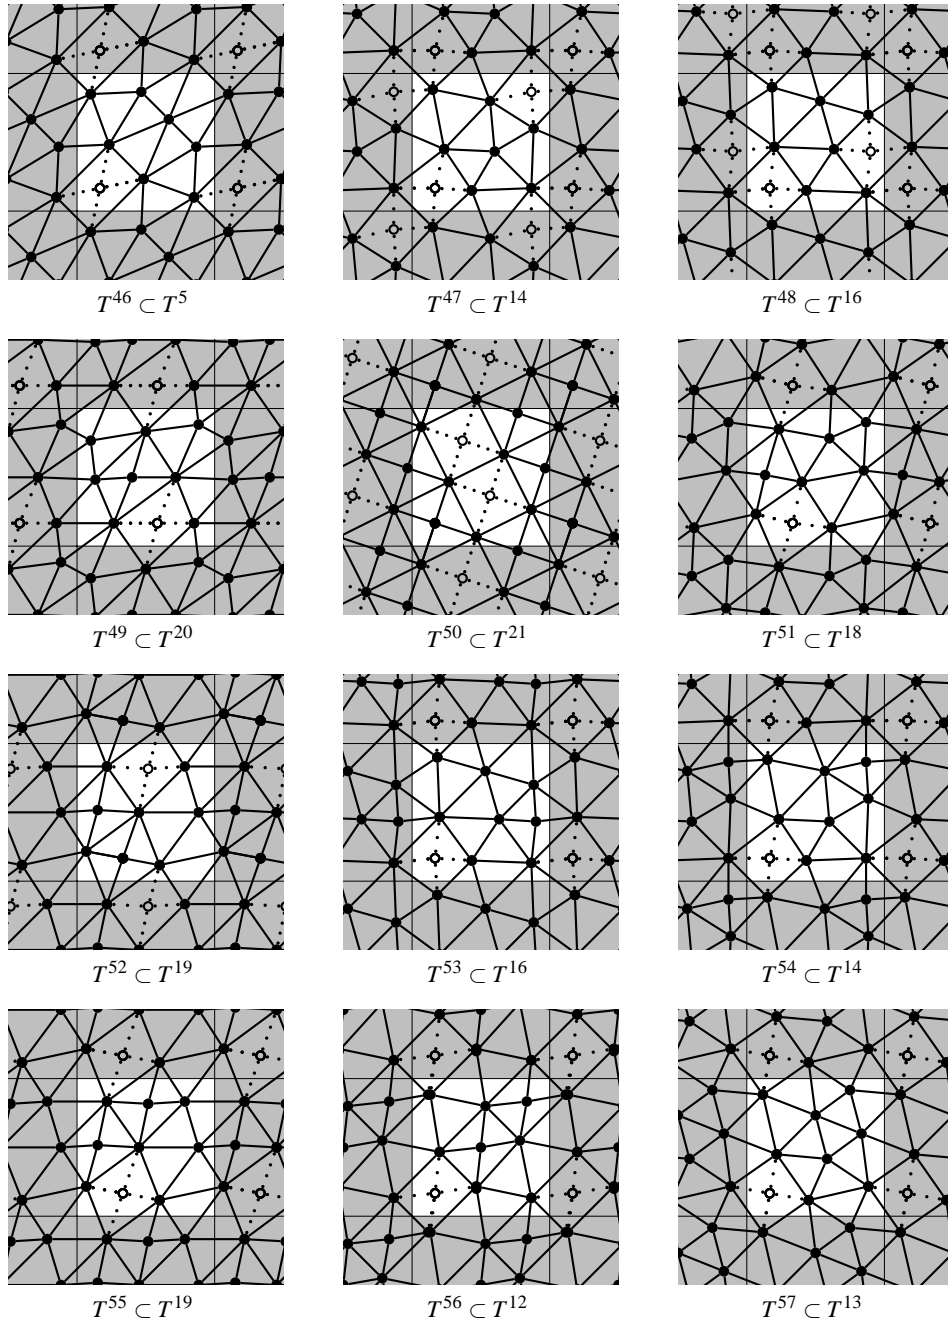 T^46 ⊂ T^5 T^47 ⊂ T^14 T^48 ⊂ T^16
T^49 ⊂ T^20 T^50 ⊂ T^21 T^51 ⊂ T^18
T^52 ⊂ T^19 T^53 ⊂ T^16 T^54 ⊂ T^14
T^55 ⊂ T^19 T^56 ⊂ T^12 T^57 ⊂ T^13